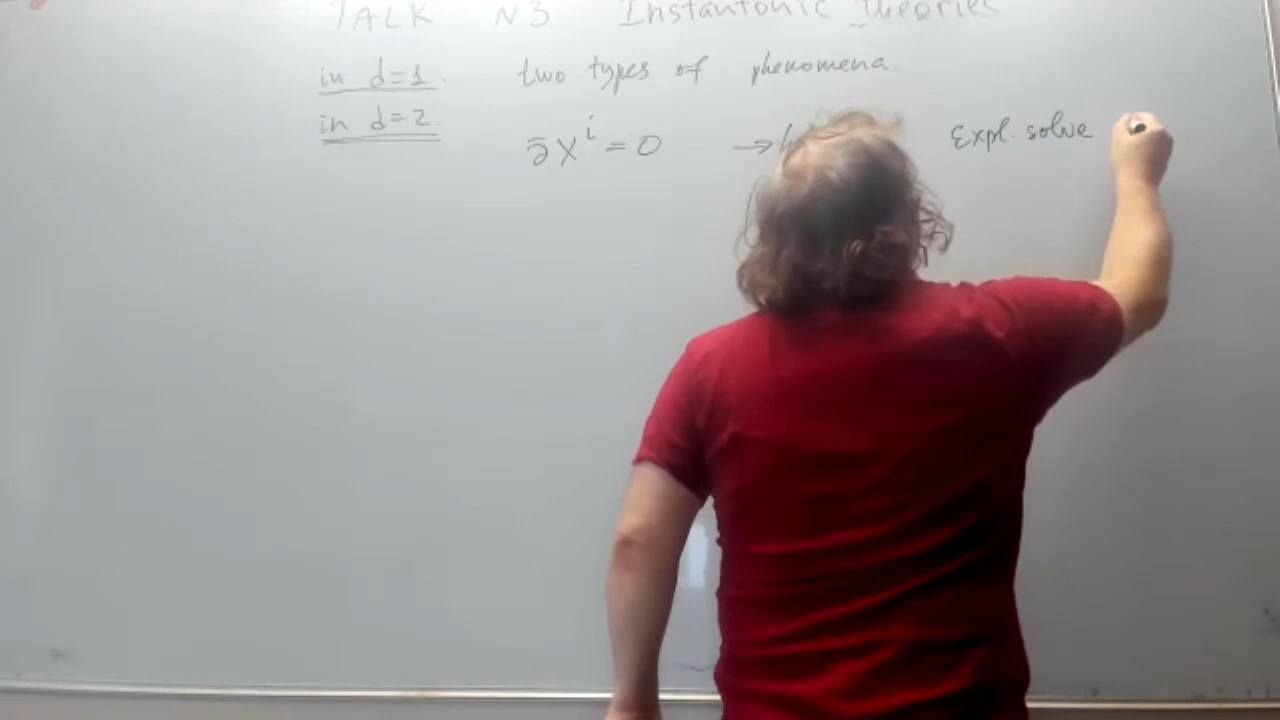 TALK N3 Instantonic Theories
in d=1. two types of phenomena.
in d=2.
∂̄X^i = 0 → Expl. solve